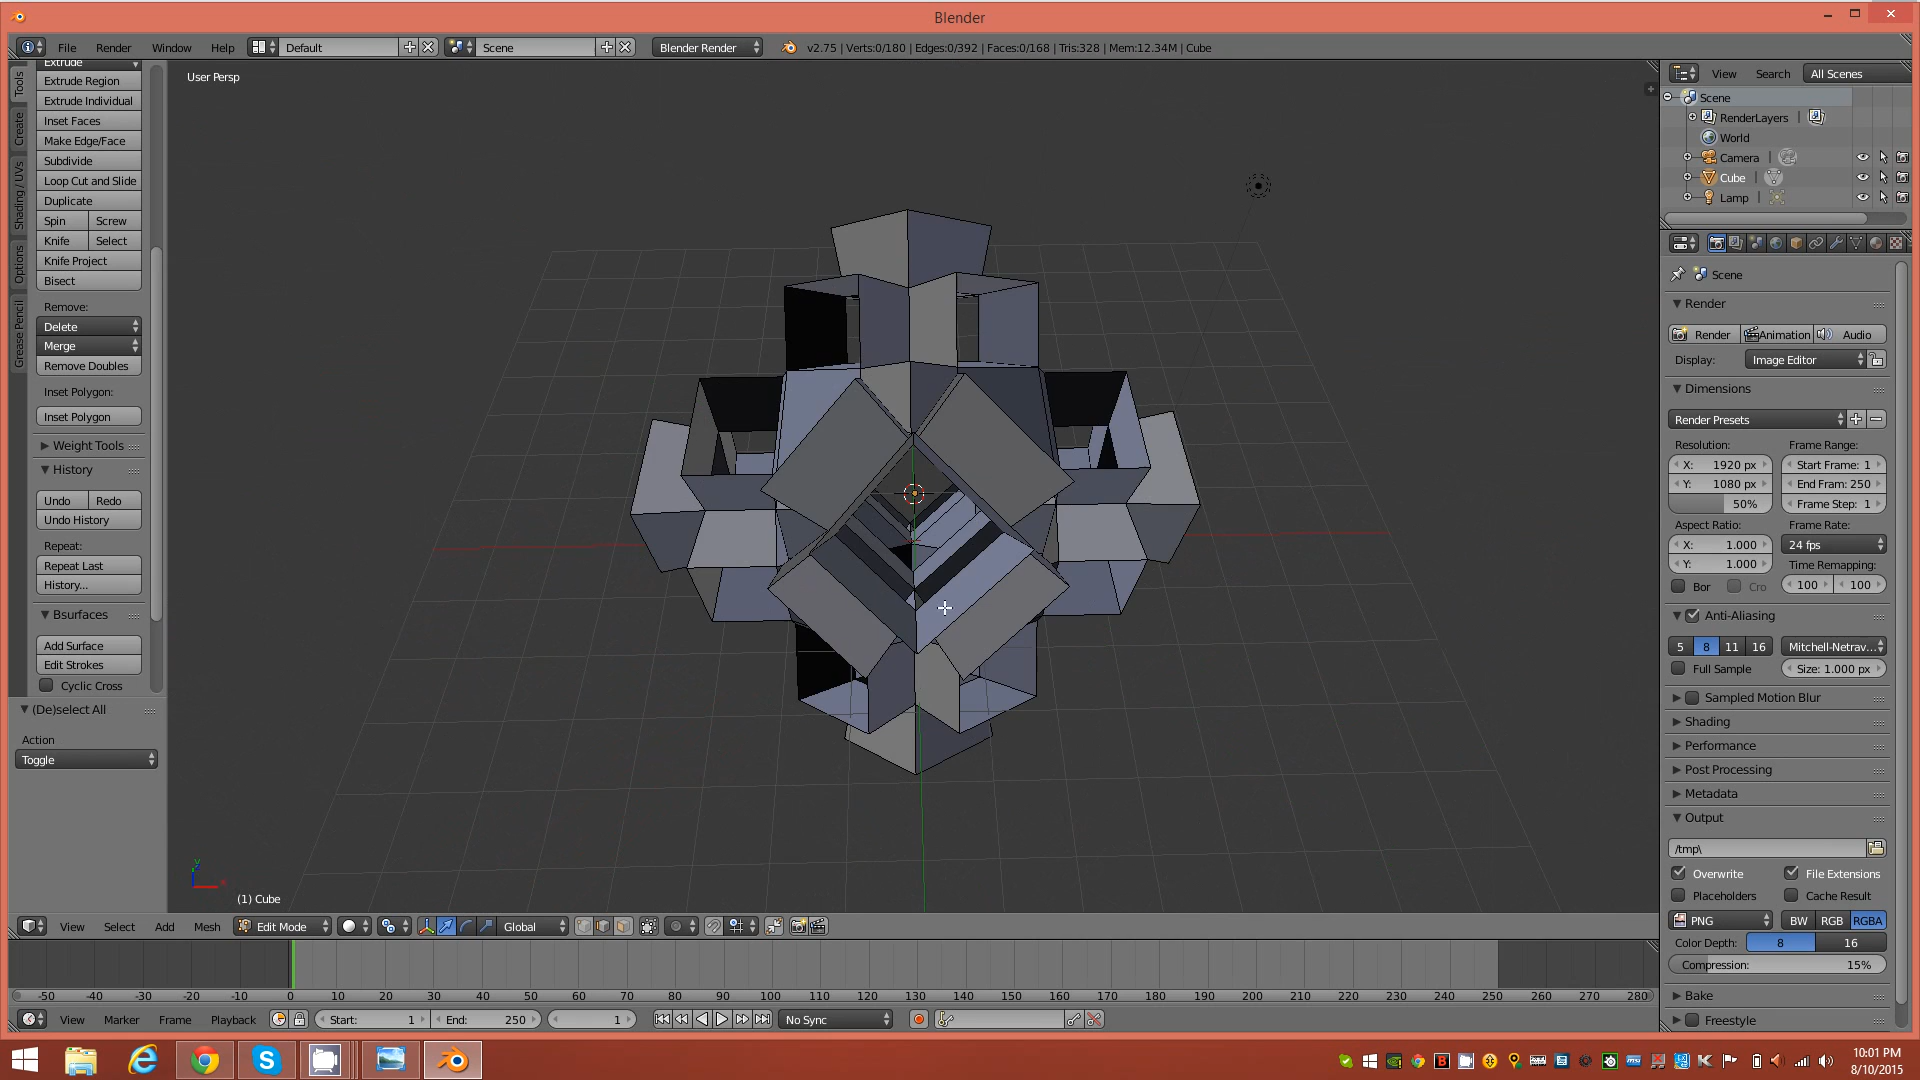 Blender
File Render Window Help Default Scene Blender Render v2.75 | Verts:0/180 | Edges:0/392 | Faces:0/168 | Tris:328 | Mem:12.34M | Cube
Tools
Create
Shading / UVs
Options
Grease Pencil
Extrude
Extrude Region
Extrude Individual
Inset Faces
Make Edge/Face
Subdivide
Loop Cut and Slide
Duplicate
Spin Screw
Knife Select
Knife Project
Bisect
Remove:
Delete
Merge
Remove Doubles
Inset Polygon:
Inset Polygon
Weight Tools
History
Undo Redo
Undo History
Repeat:
Repeat Last
History...
Bsurfaces
Add Surface
Edit Strokes
Cyclic Cross
(De)select All
Action
Toggle
User Persp
(1) Cube
View Search All Scenes
Scene
RenderLayers
World
Camera
Cube
Lamp
Scene
Render
Render Animation Audio
Display: Image Editor
Dimensions
Render Presets
Resolution: Frame Range:
X: 1920 px Start Frame: 1
Y: 1080 px End Fram: 250
50% Frame Step: 1
Aspect Ratio: Frame Rate:
X: 1.000 24 fps
Y: 1.000 Time Remapping:
Bor Cro 100 100
Anti-Aliasing
5 8 11 16 Mitchell-Netrav...
Full Sample Size: 1.000 px
Sampled Motion Blur
Shading
Performance
Post Processing
Metadata
Output
/tmp\
Overwrite File Extensions
Placeholders Cache Result
PNG BW RGB RGBA
Color Depth: 8 16
Compression: 15%
Bake
Freestyle
View Select Add Mesh Edit Mode Global
-50 -40 -30 -20 -10 0 10 20 30 40 50 60 70 80 90 100 110 120 130 140 150 160 170 180 190 200 210 220 230 240 250 260 270 280
View Marker Frame Playback Start: 1 End: 250 1 No Sync
10:01 PM
8/10/2015